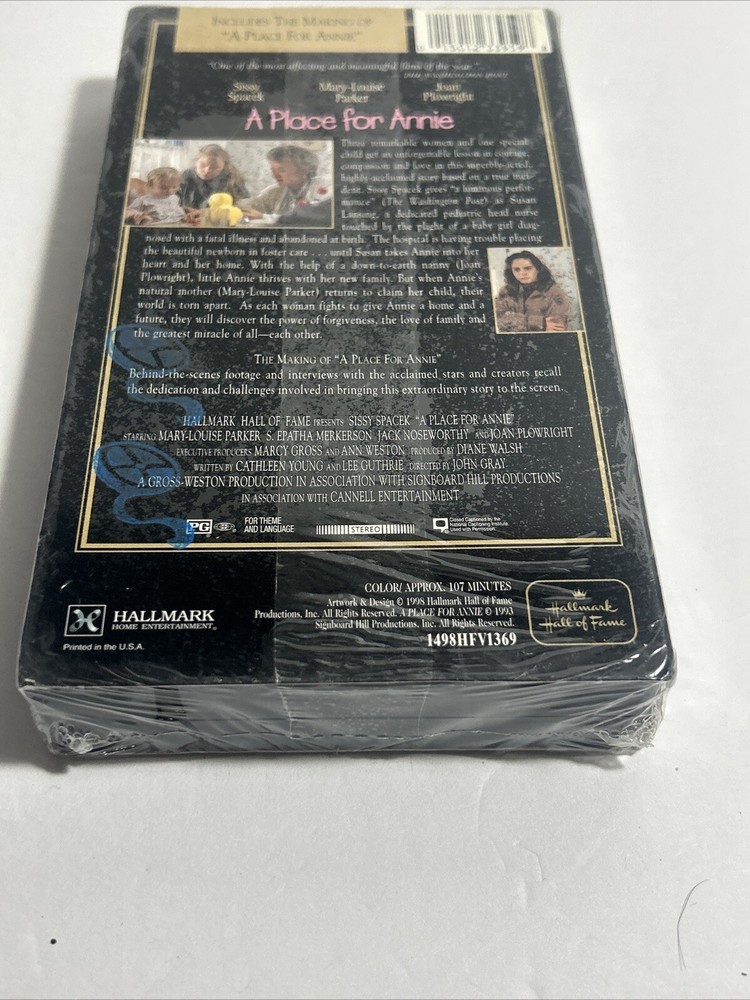 INCLUDES THE MAKING OF
"A PLACE FOR ANNIE"
"One of the most affecting and meaningful films of the year."
Sissy Spacek
Mary-Louise Parker
Joan Plowright
A Place for Annie
Three remarkable women and one special
child get an unforgettable lesson in courage,
compassion and love in this superbly-acted,
highly-acclaimed story based on a true inci-
dent. Sissy Spacek gives "a luminous perfor-
mance" (The Washington Post) as Susan
Lansing, a dedicated pediatric head nurse
touched by the plight of a baby girl diag-
nosed with a fatal illness and abandoned at birth. The hospital is having trouble placing
the beautiful newborn in foster care . . . until Susan takes Annie into her
heart and her home. With the help of a down-to-earth nanny (Joan
Plowright), little Annie thrives with her new family. But when Annie's
natural mother (Mary-Louise Parker) returns to claim her child, their
world is torn apart. As each woman fights to give Annie a home and a
future, they will discover the power of forgiveness, the love of family and
the greatest miracle of all—each other.
THE MAKING OF "A PLACE FOR ANNIE"
Behind-the-scenes footage and interviews with the acclaimed stars and creators recall
the dedication and challenges involved in bringing this extraordinary story to the screen.
HALLMARK HALL OF FAME PRESENTS SISSY SPACEK "A PLACE FOR ANNIE"
STARRING MARY-LOUISE PARKER S. EPATHA MERKERSON JACK NOSEWORTHY AND JOAN PLOWRIGHT
EXECUTIVE PRODUCERS MARCY GROSS AND ANN WESTON PRODUCED BY DIANE WALSH
WRITTEN BY CATHLEEN YOUNG AND LEE GUTHRIE DIRECTED BY JOHN GRAY
A GROSS-WESTON PRODUCTION IN ASSOCIATION WITH SIGNBOARD HILL PRODUCTIONS
IN ASSOCIATION WITH CANNELL ENTERTAINMENT
PG
FOR THEME
AND LANGUAGE
STEREO
Closed Captioned by the
National Captioning Institute
Used with Permission.
COLOR/ APPROX. 107 MINUTES
Artwork & Design © 1998 Hallmark Hall of Fame
Productions, Inc. All Rights Reserved. A PLACE FOR ANNIE © 1993
Signboard Hill Productions, Inc. All Rights Reserved.
1498HFV1369
HALLMARK
HOME ENTERTAINMENT
Printed in the U.S.A.
Hallmark
Hall of Fame